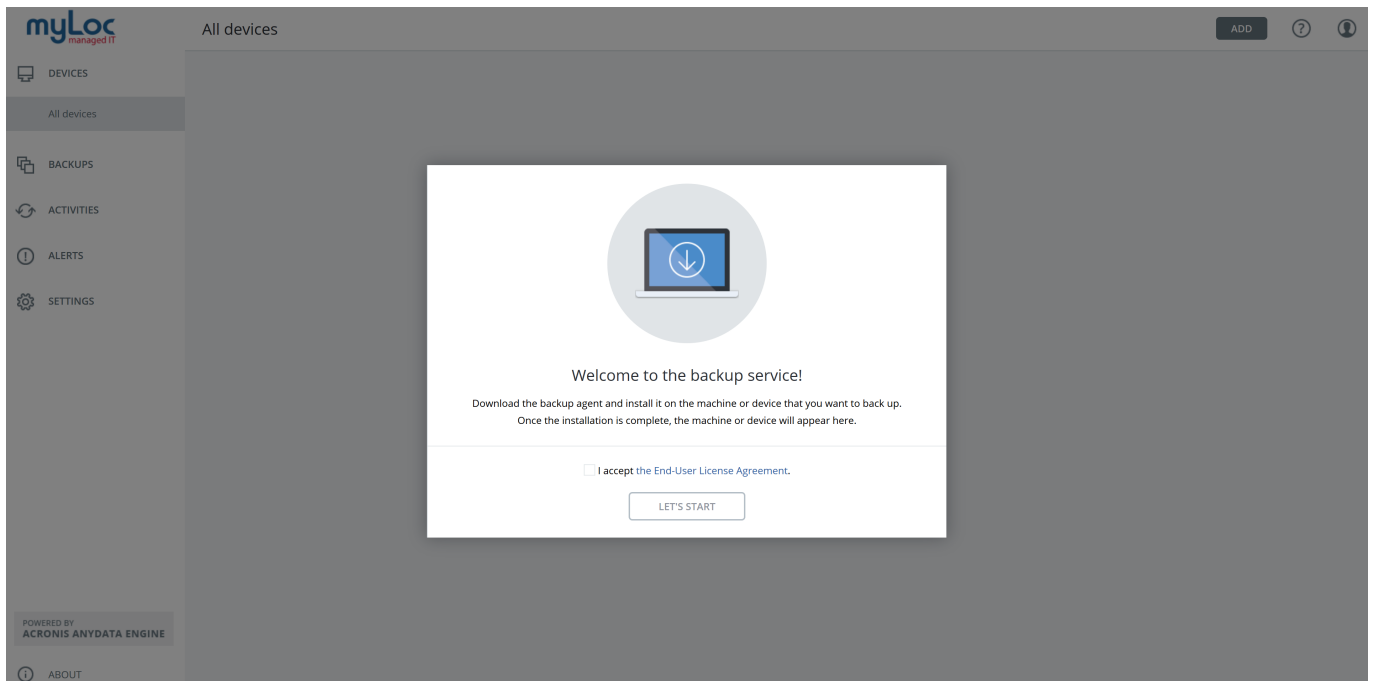 myLoc
managed IT
All devices
ADD
?
DEVICES
All devices
BACKUPS
ACTIVITIES
ALERTS
SETTINGS
Welcome to the backup service!
Download the backup agent and install it on the machine or device that you want to back up.
Once the installation is complete, the machine or device will appear here.
I accept the End-User License Agreement.
LET'S START
POWERED BY
ACRONIS ANYDATA ENGINE
ABOUT